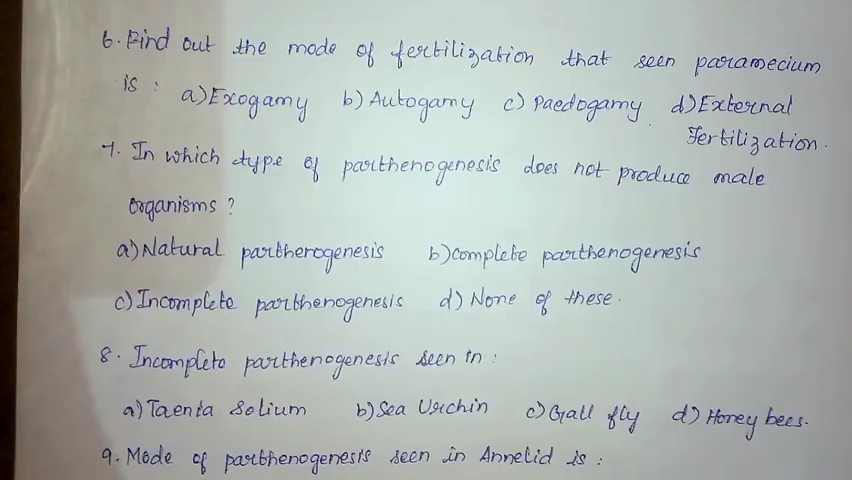 6. Find out the mode of fertilization that seen paramecium
is : a) Exogamy b) Autogamy c) Paedogamy d) External
Fertilization.
7. In which type of parthenogenesis does not produce male
Organisms ?
a) Natural parthenogenesis b) complete parthenogenesis
c) Incomplete parthenogenesis d) None of these.
8. Incomplete parthenogenesis seen in :
a) Taenia Solium b) Sea Urchin c) Gall fly d) Honey bees.
9. Mode of parthenogenesis seen in Annelid is :